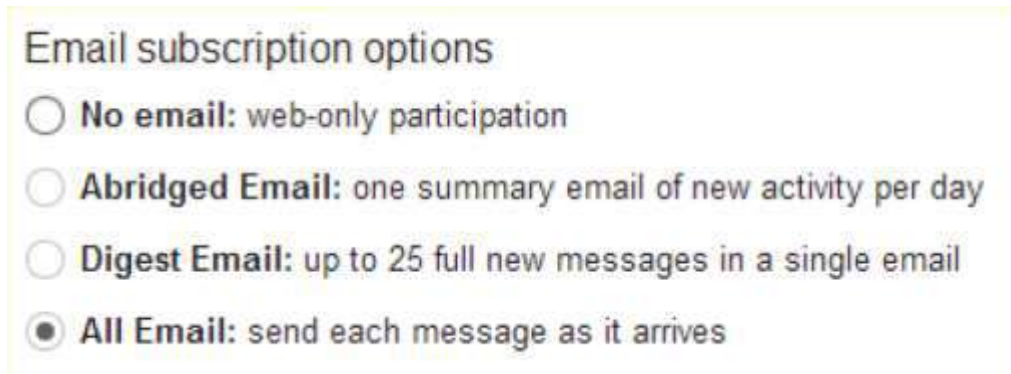 Email subscription options
No email: web-only participation
Abridged Email: one summary email of new activity per day
Digest Email: up to 25 full new messages in a single email
All Email: send each message as it arrives